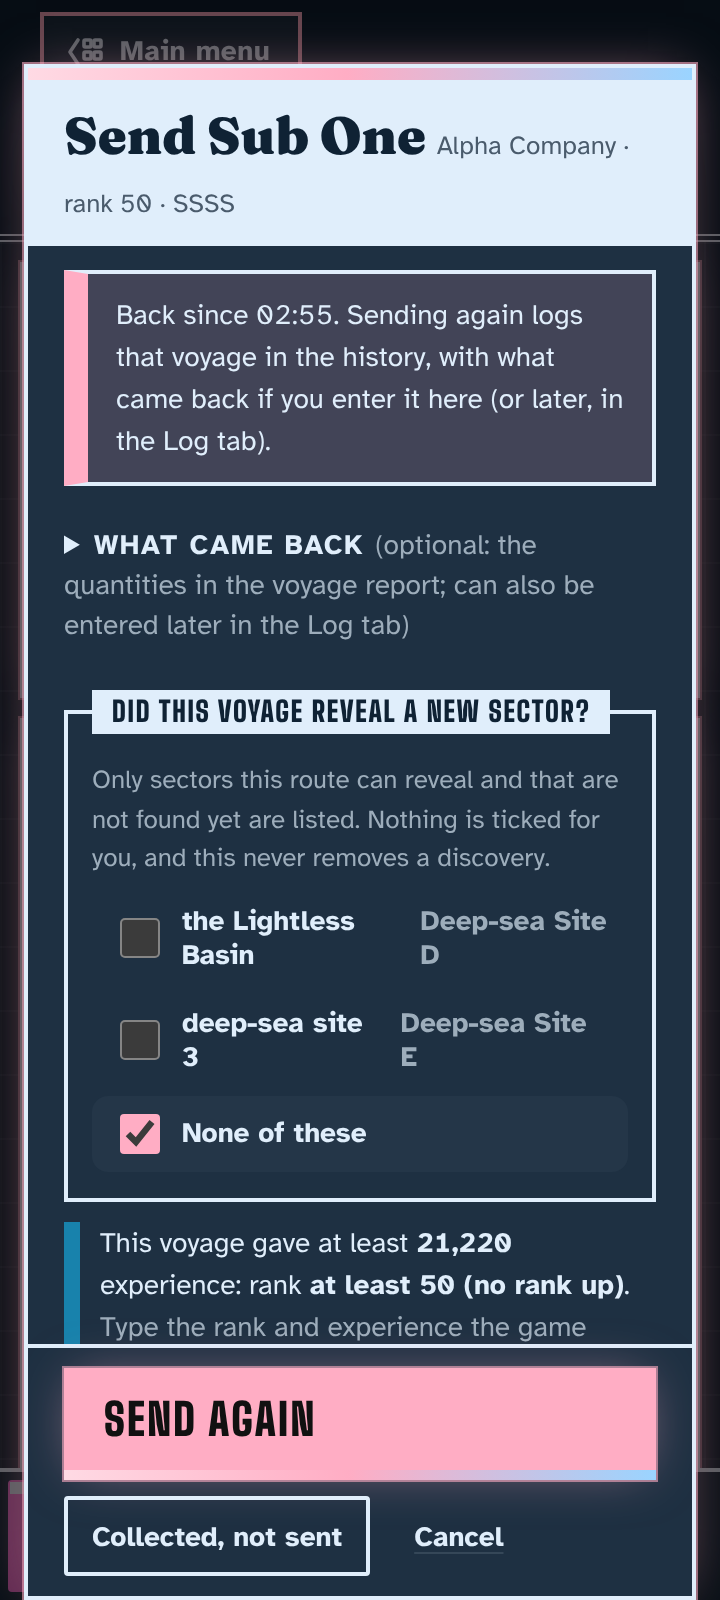 Main menu
Send Sub One Alpha Company ·
rank 50 · SSSS
Back since 02:55. Sending again logs
that voyage in the history, with what
came back if you enter it here (or later, in
the Log tab).
WHAT CAME BACK (optional: the
quantities in the voyage report; can also be
entered later in the Log tab)
DID THIS VOYAGE REVEAL A NEW SECTOR?
Only sectors this route can reveal and that are
not found yet are listed. Nothing is ticked for
you, and this never removes a discovery.
the Lightless Deep-sea Site
Basin D
deep-sea site Deep-sea Site
3 E
None of these
This voyage gave at least 21,220
experience: rank at least 50 (no rank up).
Type the rank and experience the game
SEND AGAIN
Collected, not sent Cancel